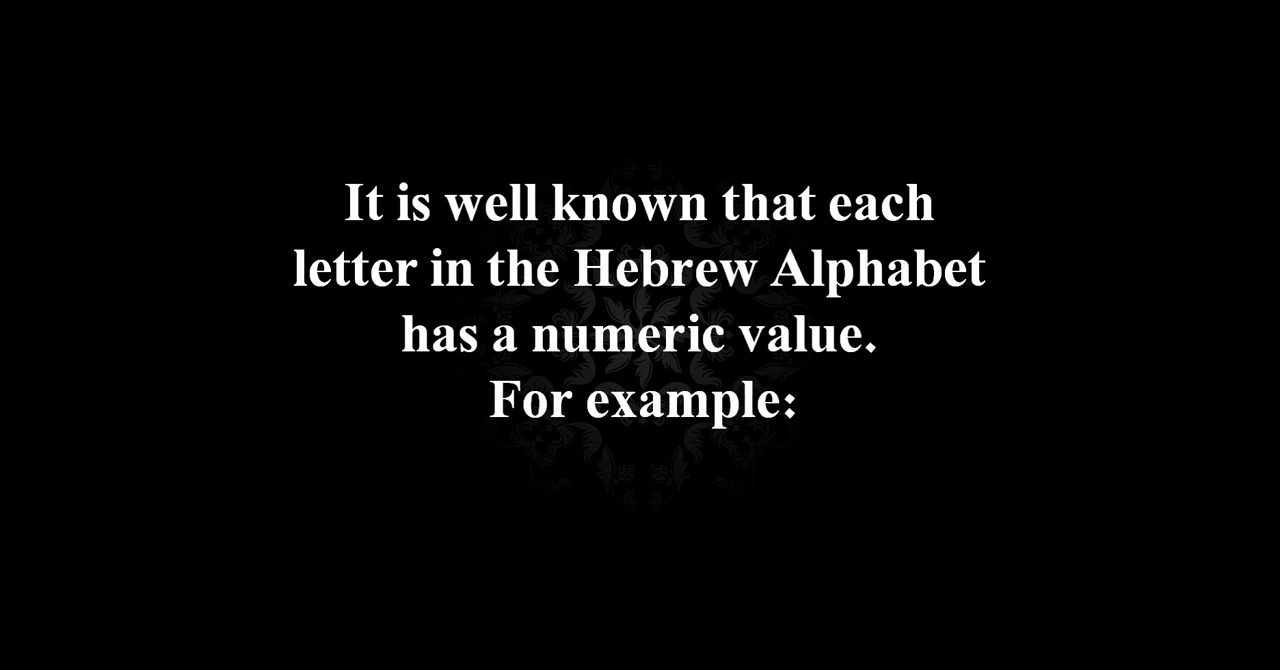 It is well known that each
letter in the Hebrew Alphabet
has a numeric value.
For example: